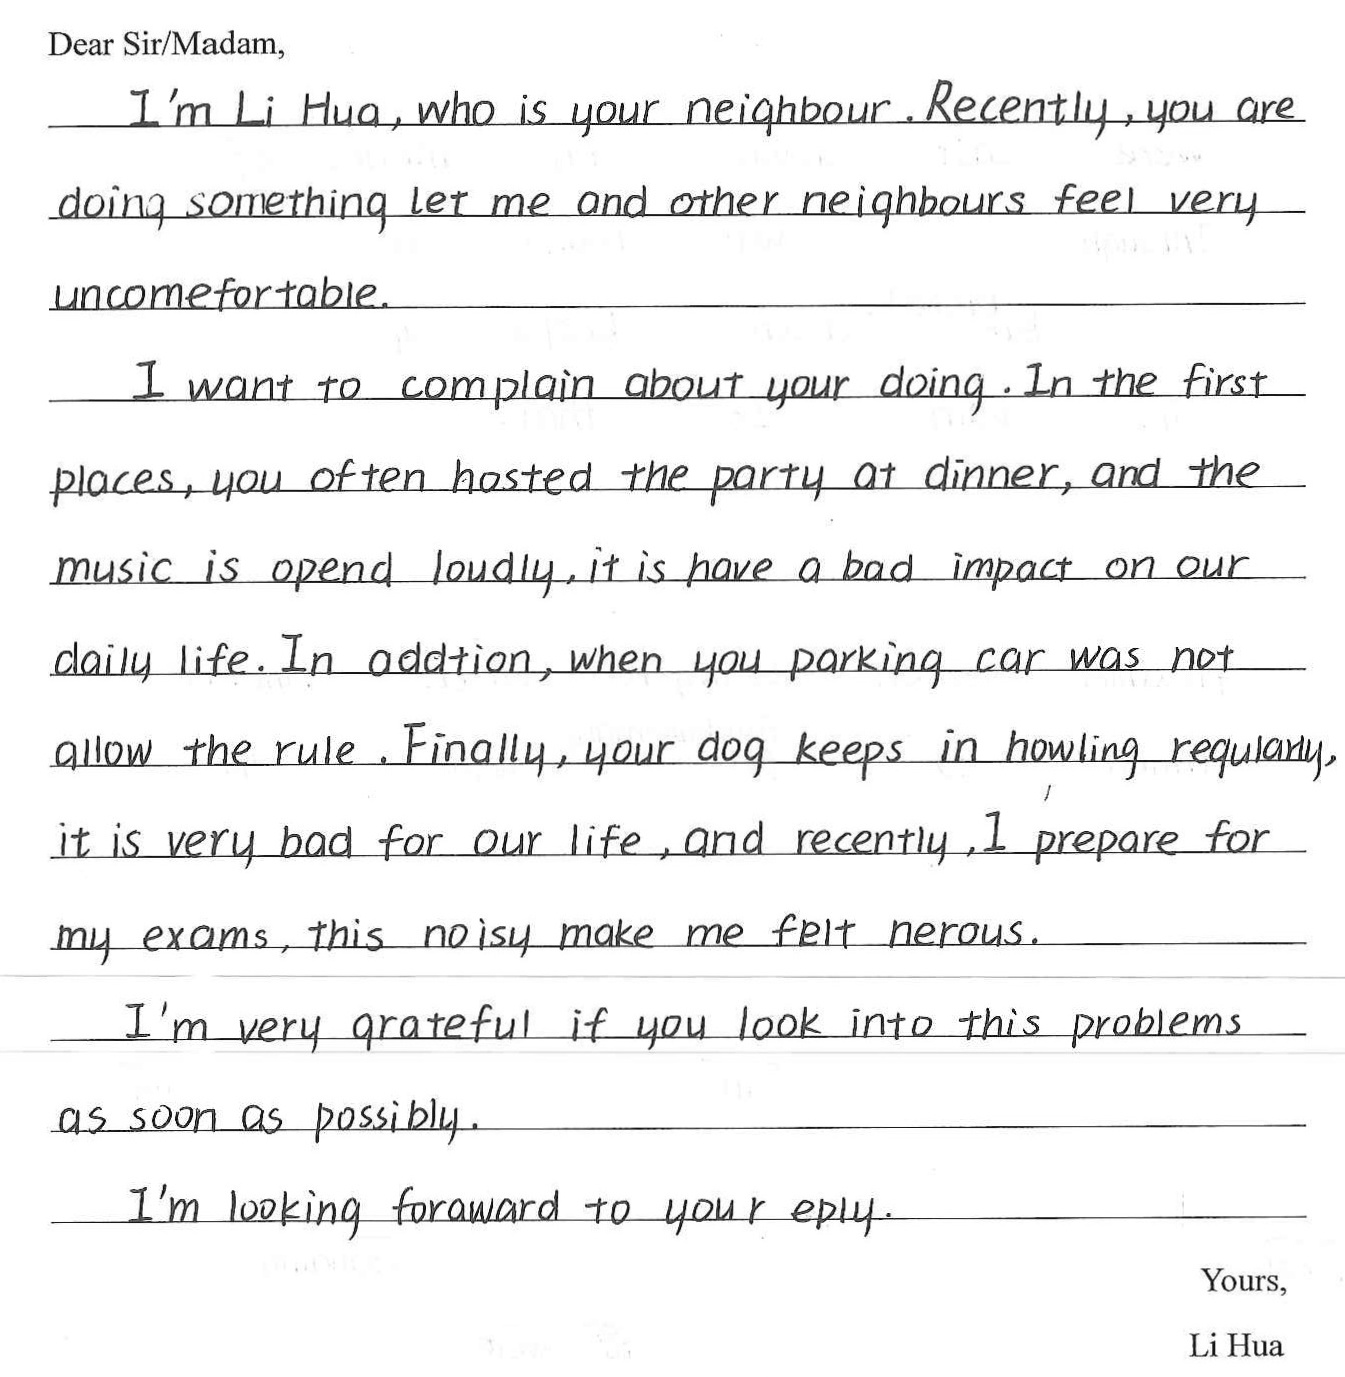 Dear Sir/Madam,
I'm Li Hua, who is your neighbour. Recently, you are
doing something let me and other neighbours feel very
uncomefortable.
I want to complain about your doing. In the first
places, you often hosted the party at dinner, and the
music is opend loudly, it is have a bad impact on our
daily life. In addtion, when you parking car was not
allow the rule. Finally, your dog keeps in howling regularly,
it is very bad for our life, and recently, I prepare for
my exams, this noisy make me felt nerous.
I'm very grateful if you look into this problems
as soon as possibly.
I'm looking foraward to your eply.
Yours,
Li Hua